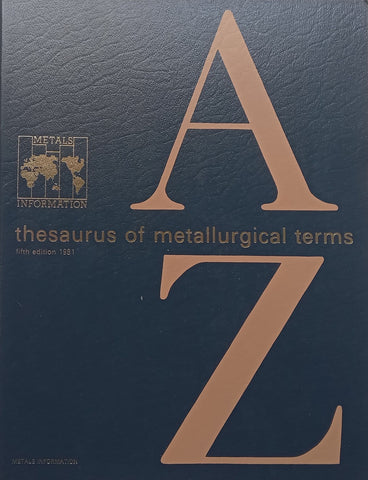 A
METALS
INFORMATION
thesaurus of metallurgical terms
fifth edition 1981
Z
METALS INFORMATION